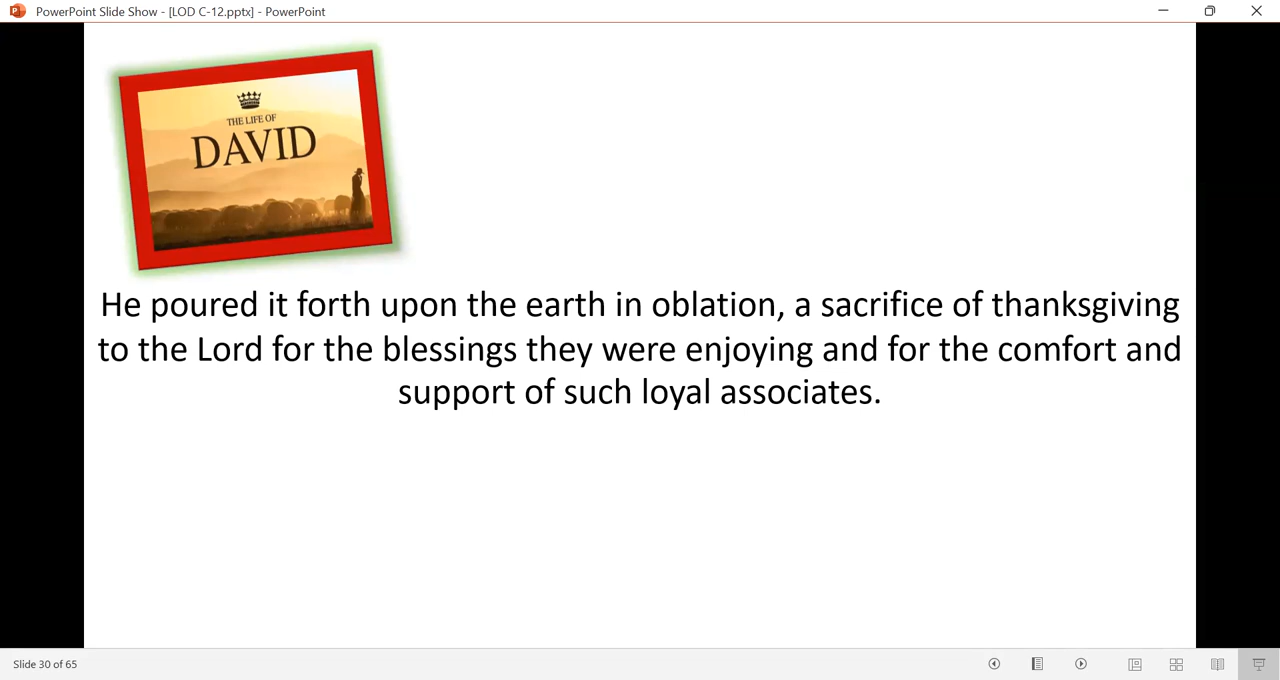 PowerPoint Slide Show - [LOD C-12.pptx] - PowerPoint
THE LIFE OF
DAVID
He poured it forth upon the earth in oblation, a sacrifice of thanksgiving
to the Lord for the blessings they were enjoying and for the comfort and
support of such loyal associates.
Slide 30 of 65